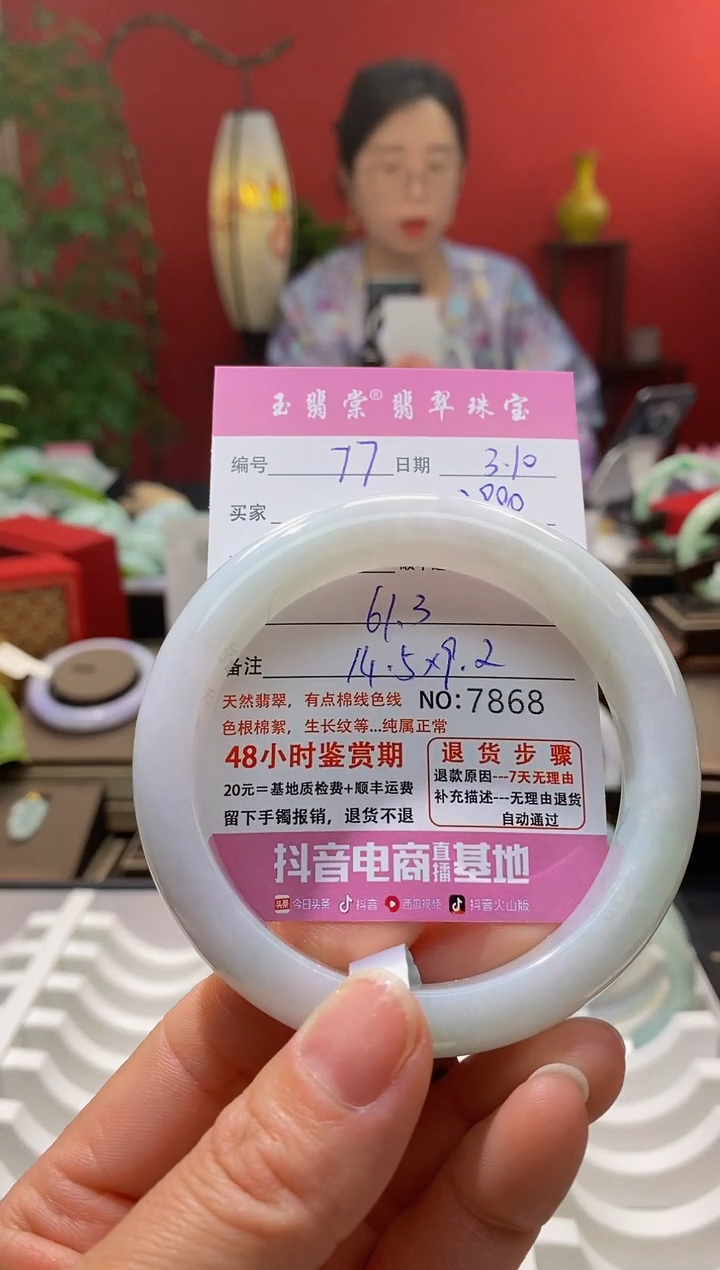 玉翡棠®翡翠珠宝
编号 77 日期 3.10
买家
61.3
备注 14.5×9.2
天然翡翠，有点棉线色线 NO:7868
色根棉絮，生长纹等...纯属正常
48小时鉴赏期
20元=基地质检费+顺丰运费
留下手镯报销，退货不退
退货步骤
退款原因---7天无理由
补充描述---无理由退货
自动通过
抖音电商直播基地
头条 今日头条 抖音 西瓜视频 抖音火山版